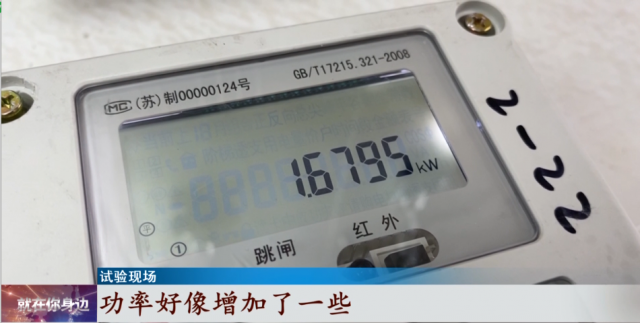 MC (苏)制00000124号
GB/T17215.321-2008
1.6795 kW
①
跳闸
红外
22-2
试验现场
就在你身边
功率好像增加了一些